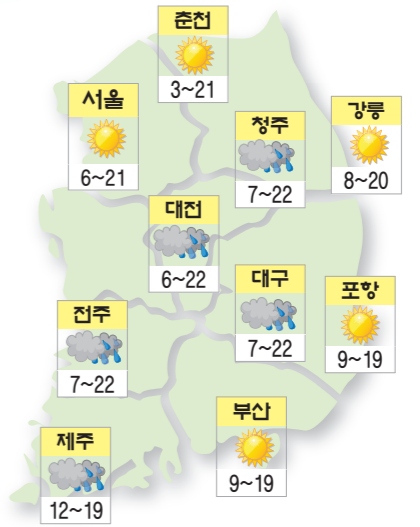 춘천
3~21
서울
6~21
청주
7~22
강릉
8~20
대전
6~22
대구
7~22
포항
9~19
전주
7~22
부산
9~19
제주
12~19